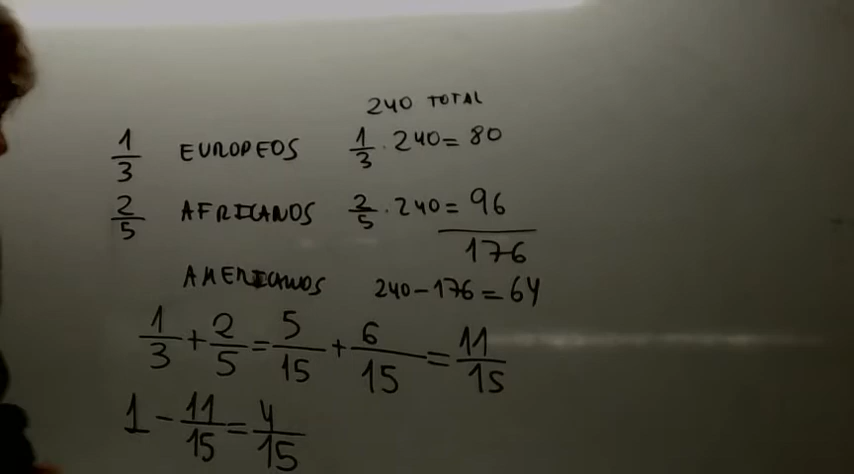 240 TOTAL
1/3 EUROPEOS 1/3 · 240 = 80
2/5 AFRICANOS 2/5 · 240 = 96
176
AMERICANOS 240 - 176 = 64
1/3 + 2/5 = 5/15 + 6/15 = 11/15
1 - 11/15 = 4/15